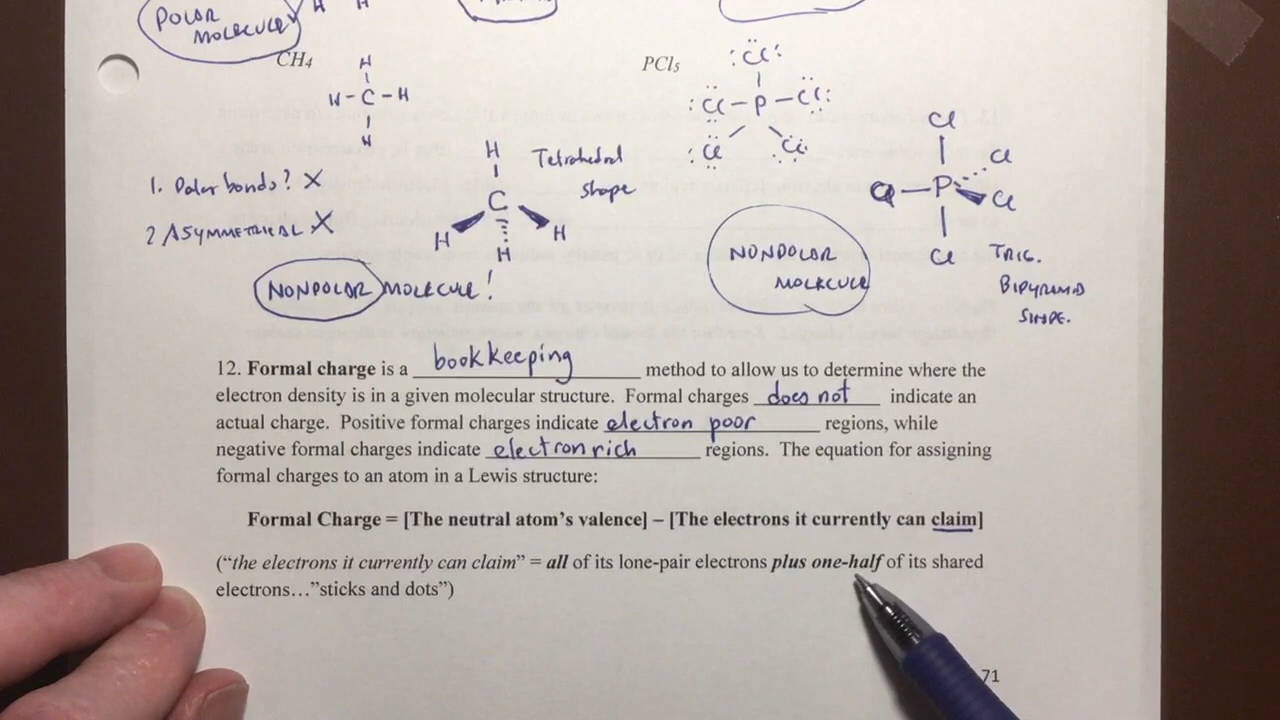 POLAR
MOLECULE
H H
CH4
H
H-C-H
H
1. Polar bonds? X
2 ASYMMETRICAL X
H
C
H
H
H
Tetrahedral
shape
NONPOLAR MOLECULE!
PCl5
:Cl:
:Cl-P-Cl:
:Cl Cl:
NONPOLAR
MOLECULE
Cl
Cl
Cl-P
Cl
Cl
TRIG.
BIPYRAMID
SHAPE.
12. Formal charge is a bookkeeping method to allow us to determine where the
electron density is in a given molecular structure. Formal charges does not indicate an
actual charge. Positive formal charges indicate electron poor regions, while
negative formal charges indicate electron rich regions. The equation for assigning
formal charges to an atom in a Lewis structure:
Formal Charge = [The neutral atom's valence] – [The electrons it currently can claim]
("the electrons it currently can claim" = all of its lone-pair electrons plus one-half of its shared
electrons…"sticks and dots")
71